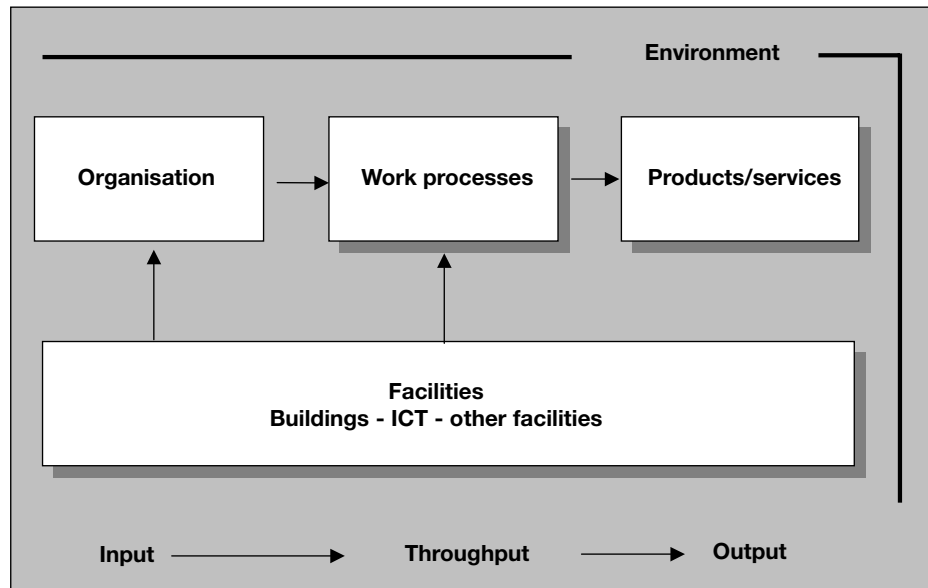 Environment
Organisation
Work processes
Products/services
Facilities
Buildings - ICT - other facilities
Input
Throughput
Output